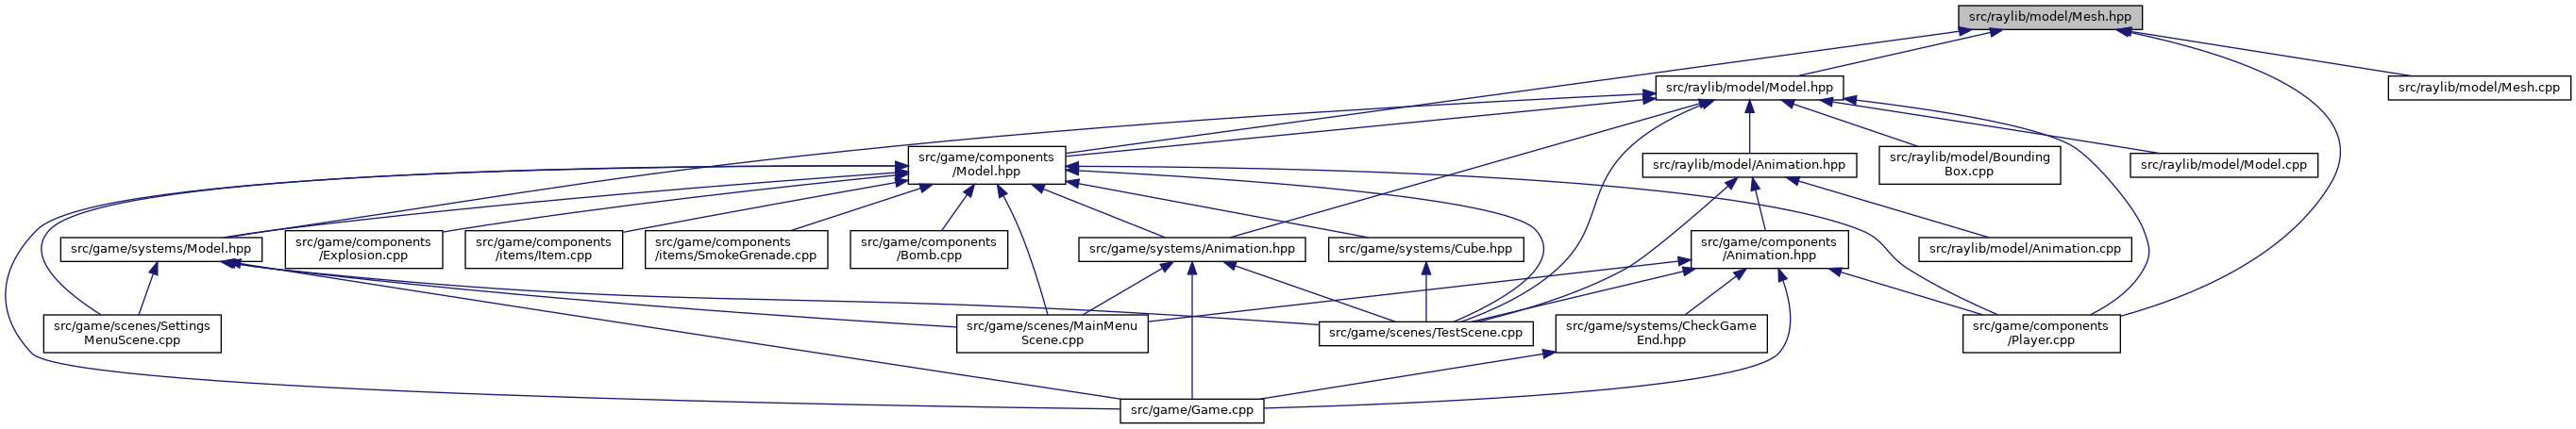 src/raylib/model/Mesh.hpp
src/raylib/model/Model.hpp
src/raylib/model/Mesh.cpp
src/game/components
/Model.hpp
src/raylib/model/Animation.hpp
src/raylib/model/Bounding
Box.cpp
src/raylib/model/Model.cpp
src/game/systems/Model.hpp
src/game/components
/Explosion.cpp
src/game/components
/items/Item.cpp
src/game/components
/items/SmokeGrenade.cpp
src/game/components
/Bomb.cpp
src/game/systems/Animation.hpp
src/game/systems/Cube.hpp
src/game/components
/Animation.hpp
src/raylib/model/Animation.cpp
src/game/scenes/Settings
MenuScene.cpp
src/game/scenes/MainMenu
Scene.cpp
src/game/scenes/TestScene.cpp
src/game/systems/CheckGame
End.hpp
src/game/components
/Player.cpp
src/game/Game.cpp